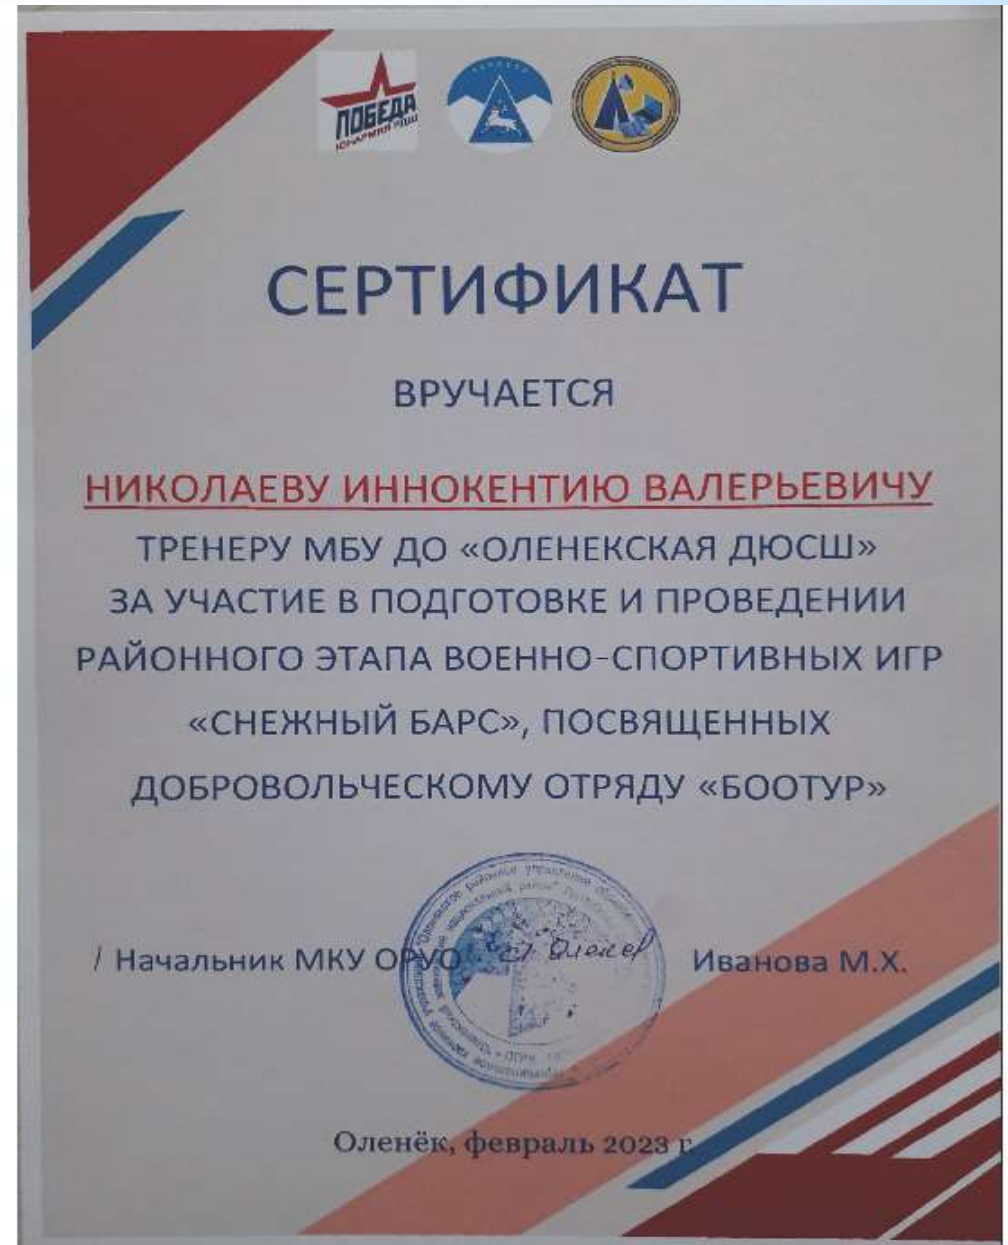 ПОБЕДА
ЮНАРМИЯ РДШ
СЕРТИФИКАТ
ВРУЧАЕТСЯ
НИКОЛАЕВУ ИННОКЕНТИЮ ВАЛЕРЬЕВИЧУ
ТРЕНЕРУ МБУ ДО «ОЛЕНЕКСКАЯ ДЮСШ»
ЗА УЧАСТИЕ В ПОДГОТОВКЕ И ПРОВЕДЕНИИ
РАЙОННОГО ЭТАПА ВОЕННО-СПОРТИВНЫХ ИГР
«СНЕЖНЫЙ БАРС», ПОСВЯЩЕННЫХ
ДОБРОВОЛЬЧЕСКОМУ ОТРЯДУ «БООТУР»
/ Начальник МКУ ОРУО Иванова М.Х.
Оленёк, февраль 2023 г.